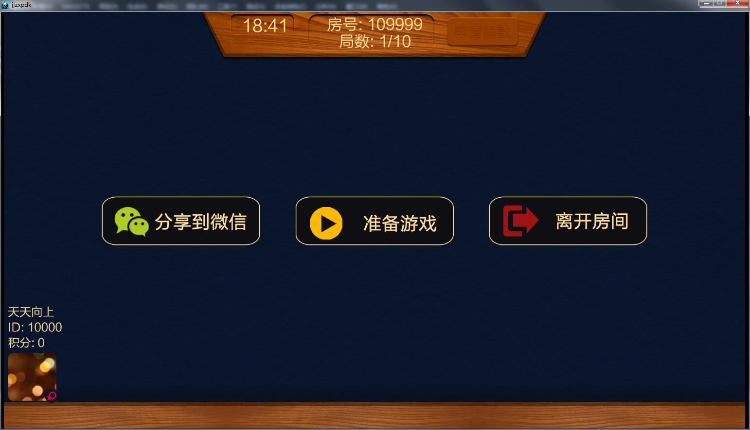 jzxpdk
18:41
房号: 109999
局数: 1/10
分享到微信
准备游戏
离开房间
天天向上
ID: 10000
积分: 0